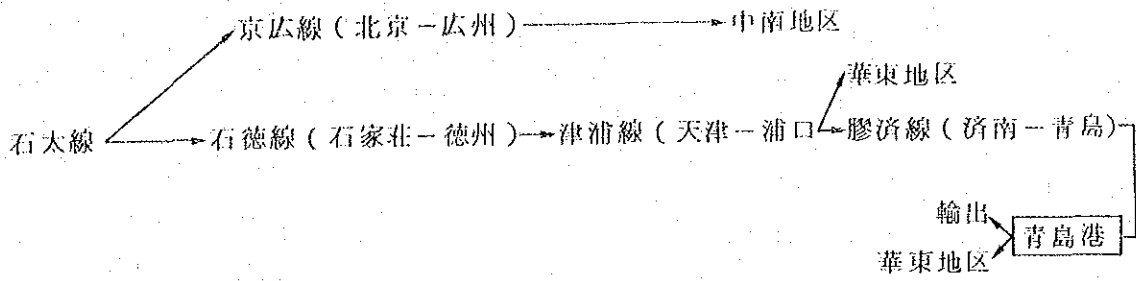 京広線(北京－広州) 中南地区
華東地区
石太線 石徳線(石家荘－徳州) 津浦線(天津－浦口 膠済線(済南－青島)
輸出
青島港
華東地区